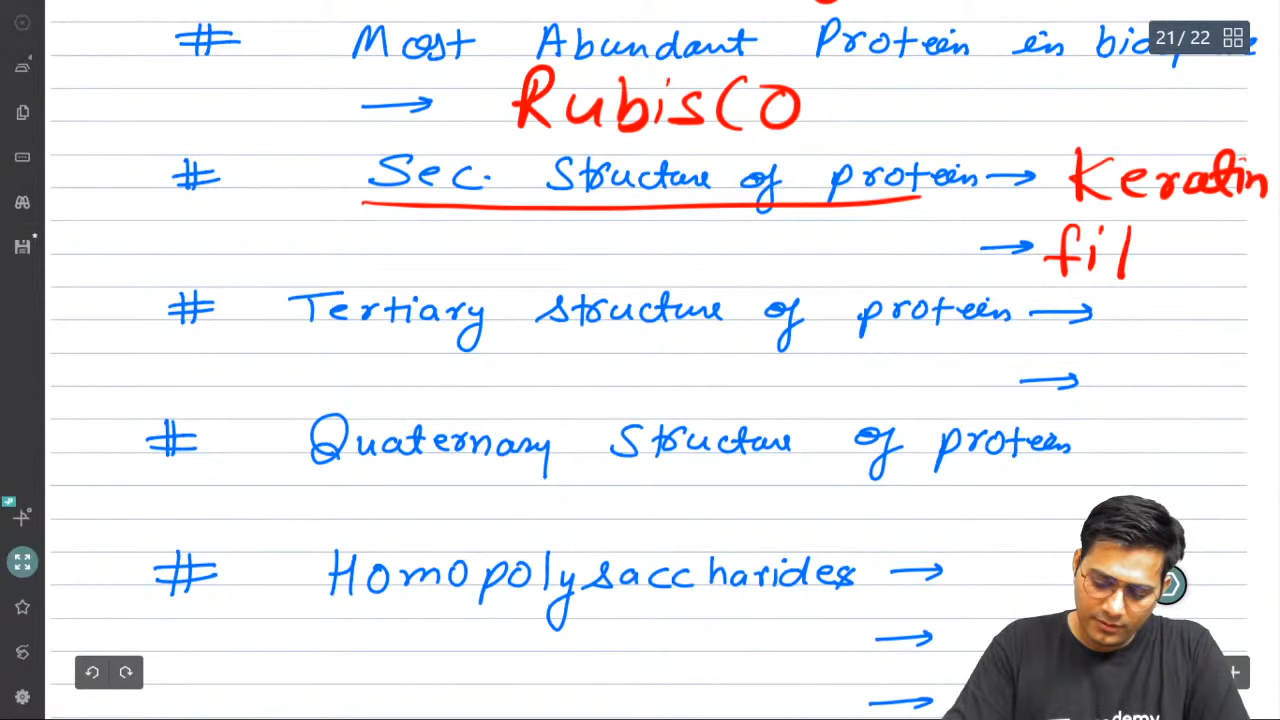 # Most Abundant Protein in
21 / 22
→ RubisCO
# Sec. Structure of protein → Keratin
→ fil
# Tertiary structure of protein →
→
# Quaternary Structure of protein
# Homopolysaccharides →
→
→
demy